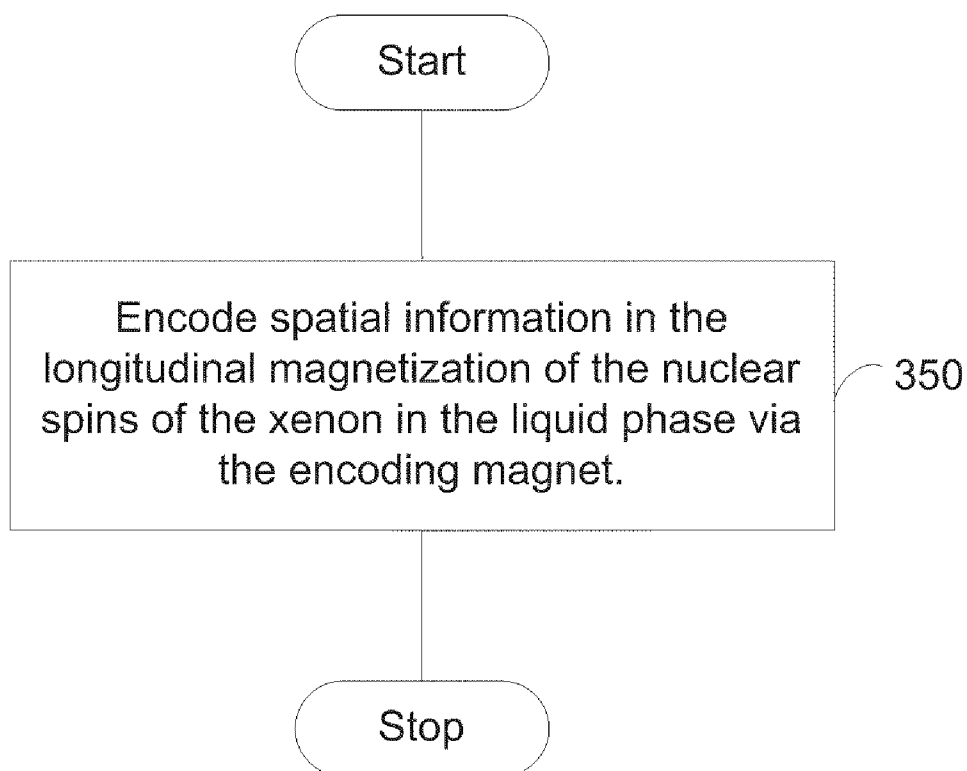 Start
Encode spatial information in the
longitudinal magnetization of the nuclear
spins of the xenon in the liquid phase via
the encoding magnet.
350
Stop